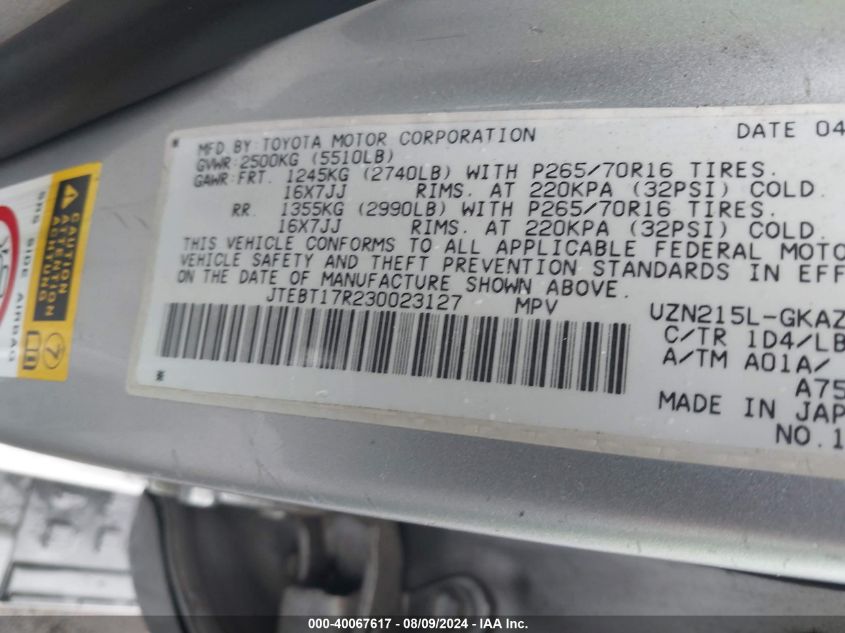 MFD BY: TOYOTA MOTOR CORPORATION DATE 04
GVWR: 2500KG (5510LB)
GAWR: FRT. 1245KG (2740LB) WITH P265/70R16 TIRES.
16X7JJ RIMS. AT 220KPA (32PSI) COLD.
RR. 1355KG (2990LB) WITH P265/70R16 TIRES.
16X7JJ RIMS. AT 220KPA (32PSI) COLD.
THIS VEHICLE CONFORMS TO ALL APPLICABLE FEDERAL MOTO
VEHICLE SAFETY AND THEFT PREVENTION STANDARDS IN EFF
ON THE DATE OF MANUFACTURE SHOWN ABOVE.
JTEBT17R230023127 MPV
UZN215L-GKAZ
C/TR 1D4/LB
A/TM A01A/
A75
MADE IN JAP
NO.1
SRS SIDE AIRBAG
CAUTION
ATTENTION
ACHTUNG
7
000-40067617 - 08/09/2024 - IAA Inc.